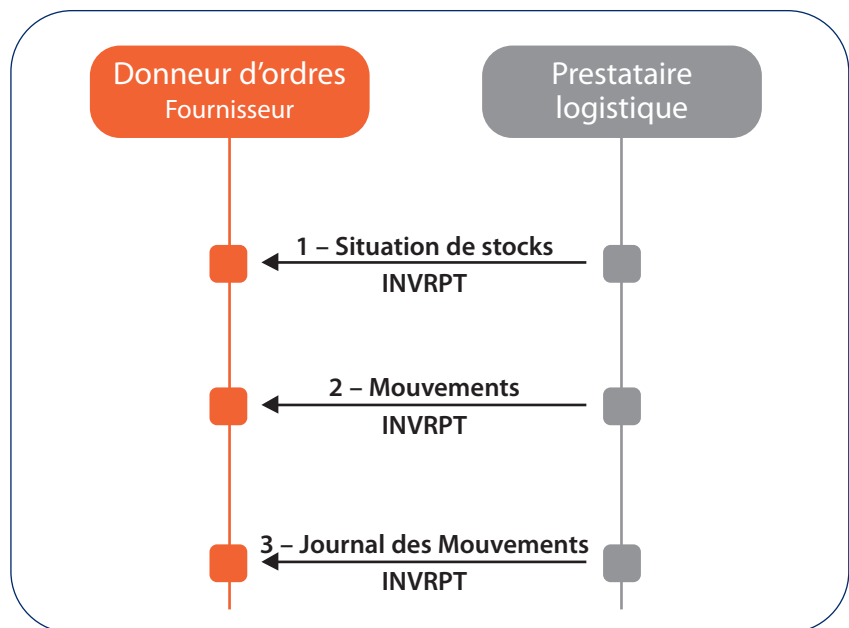 Donneur d’ordres
Fournisseur
Prestataire
logistique
1 – Situation de stocks
INVRPT
2 – Mouvements
INVRPT
3 – Journal des Mouvements
INVRPT